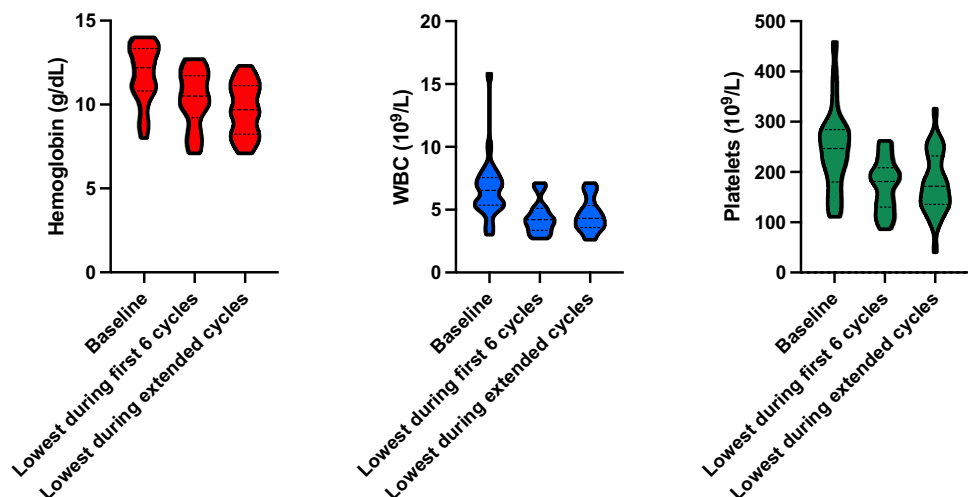 Hemoglobin (g/dL)
15
10
5
0
Baseline
Lowest during first 6 cycles
Lowest during extended cycles
WBC (10⁹/L)
20
15
10
5
0
Baseline
Lowest during first 6 cycles
Lowest during extended cycles
Platelets (10⁹/L)
500
400
300
200
100
0
Baseline
Lowest during first 6 cycles
Lowest during extended cycles